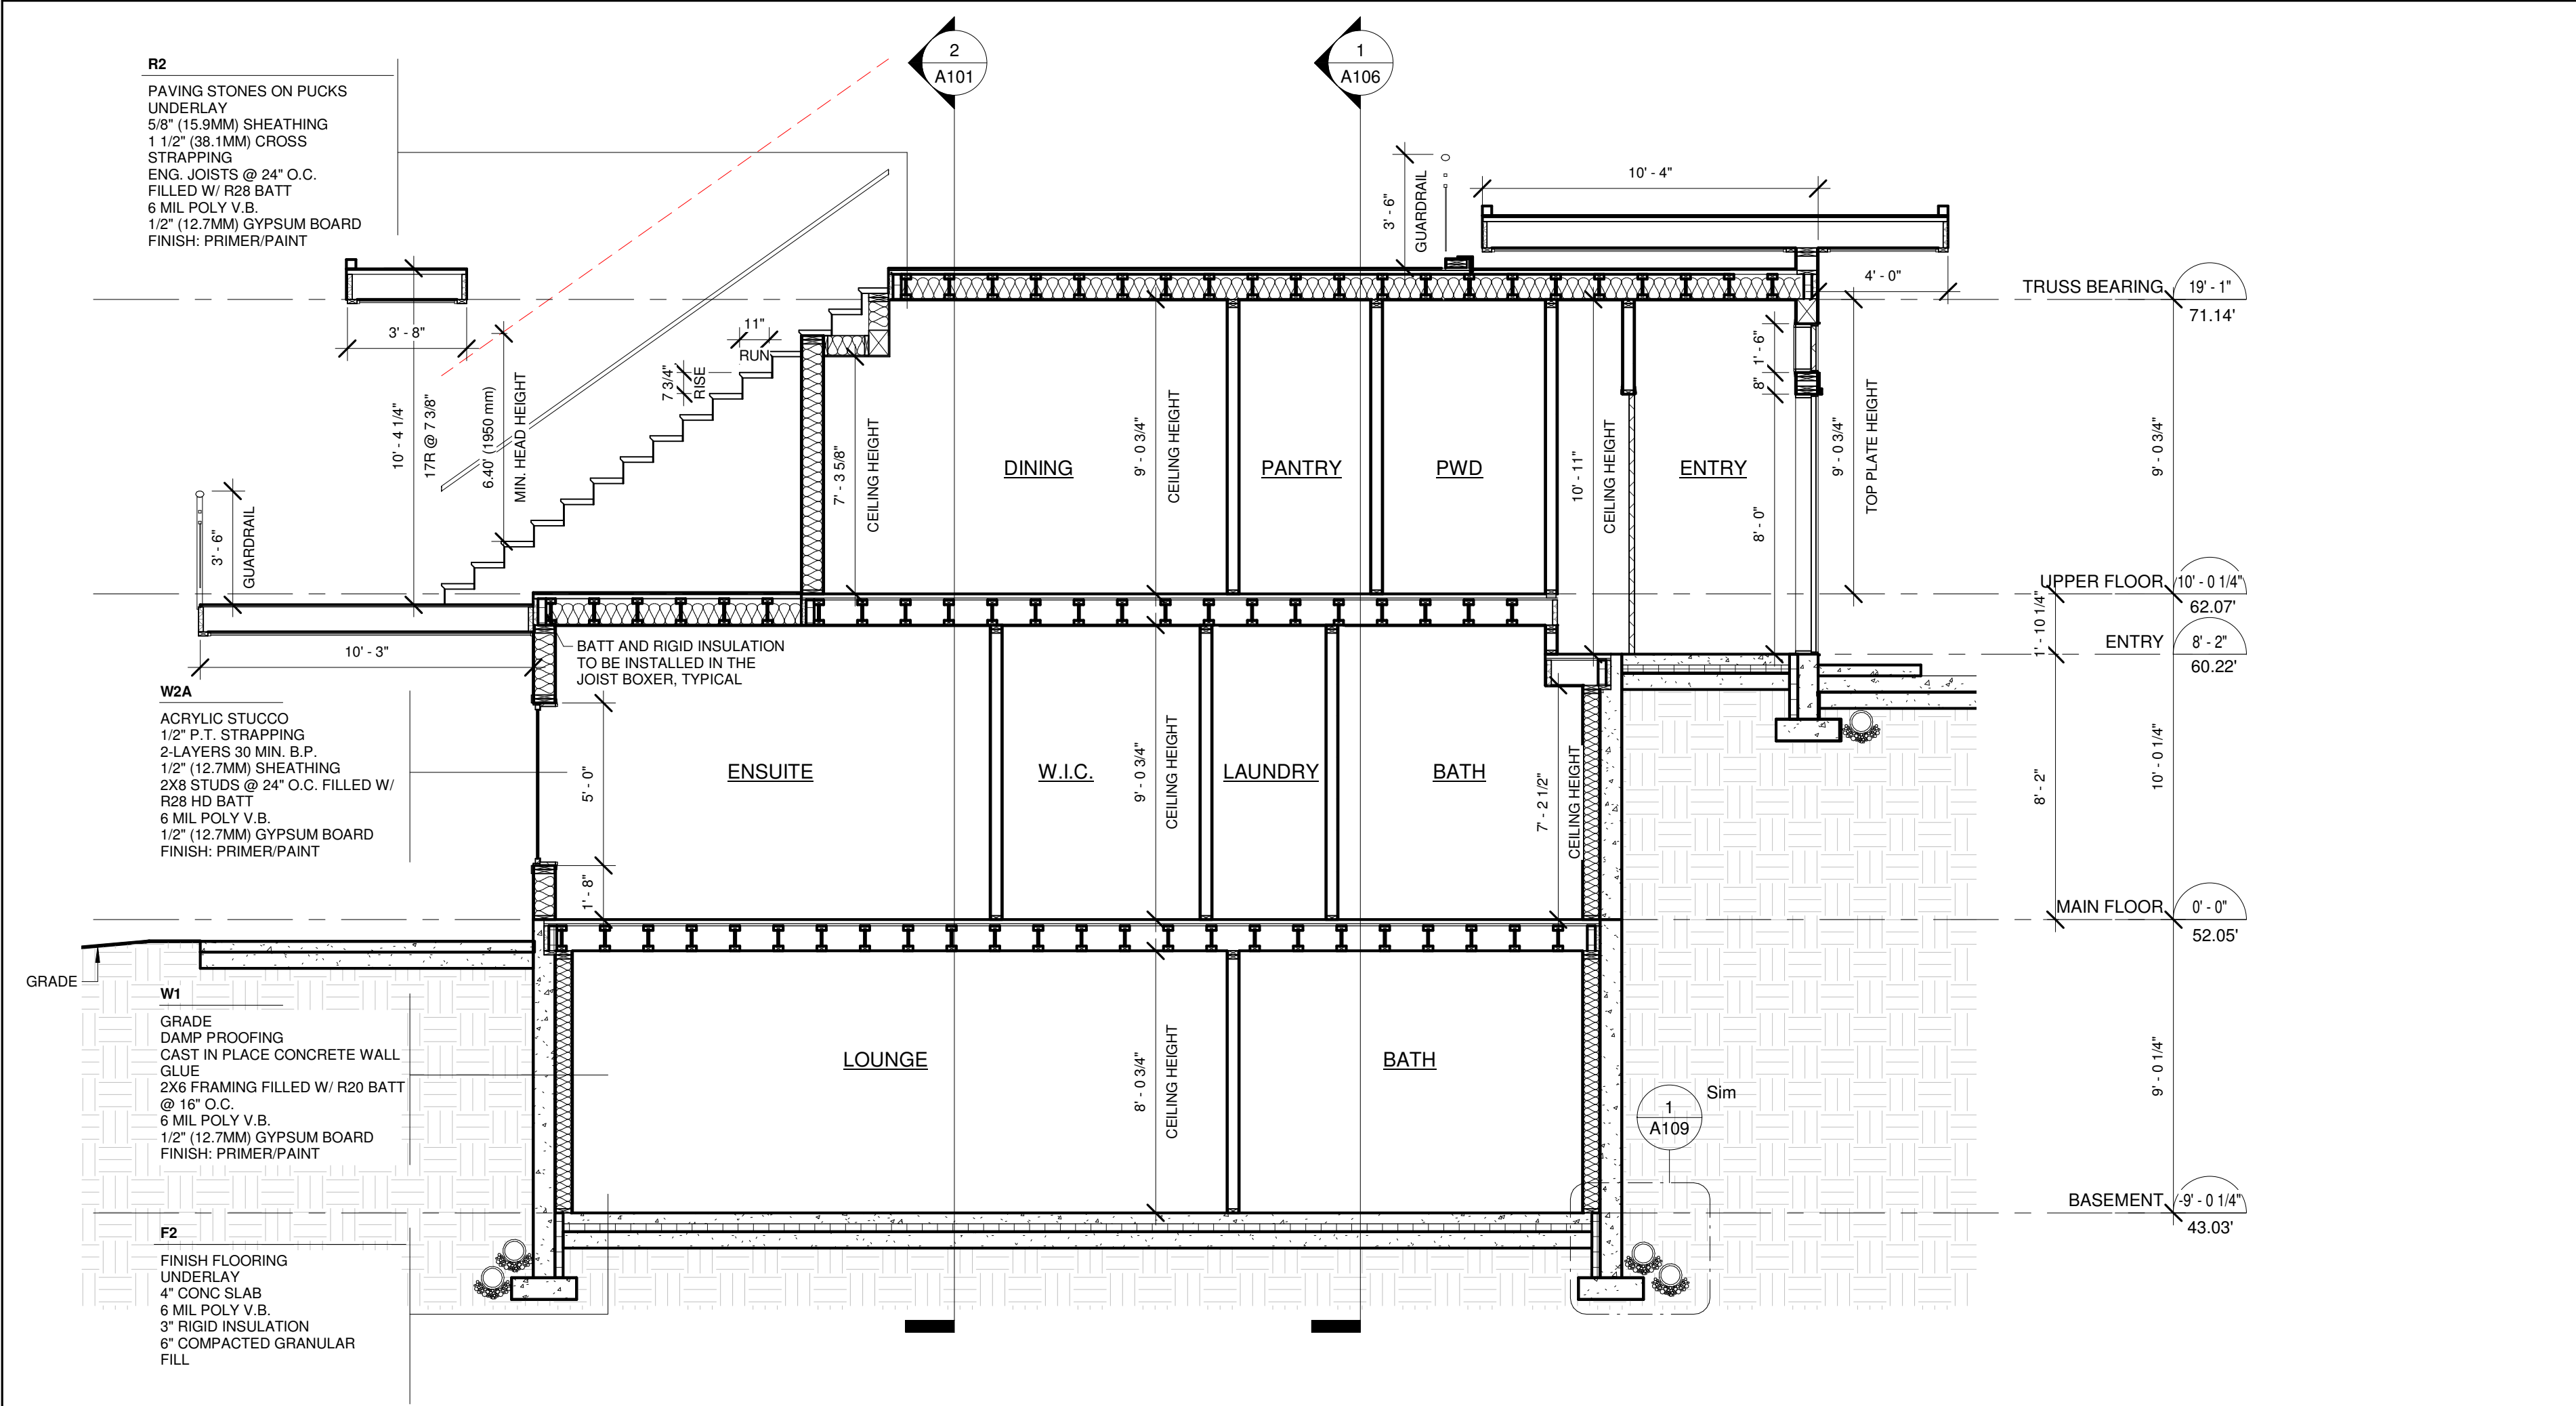 2
A101
1
A106
R2
PAVING STONES ON PUCKS
UNDERLAY
5/8" (15.9MM) SHEATHING
1 1/2" (38.1MM) CROSS
STRAPPING
ENG. JOISTS @ 24" O.C.
FILLED W/ R28 BATT
6 MIL POLY V.B.
1/2" (12.7MM) GYPSUM BOARD
FINISH: PRIMER/PAINT
3' - 6"
GUARDRAIL
10' - 4"
4' - 0"
3' - 8"
10' - 4 1/4"
17R @ 7 3/8"
6.40' (1950 mm)
MIN. HEAD HEIGHT
11"
RUN
7 3/4"
RISE
3' - 6"
GUARDRAIL
10' - 3"
7' - 3 5/8"
CEILING HEIGHT
DINING
9' - 0 3/4"
CEILING HEIGHT
PANTRY
PWD
10' - 11"
CEILING HEIGHT
ENTRY
1' - 6"
8"
8' - 0"
9' - 0 3/4"
TOP PLATE HEIGHT
TRUSS BEARING
19' - 1"
71.14'
9' - 0 3/4"
UPPER FLOOR
10' - 0 1/4"
62.07'
1' - 10 1/4"
ENTRY
8' - 2"
60.22'
BATT AND RIGID INSULATION
TO BE INSTALLED IN THE
JOIST BOXER, TYPICAL
W2A
ACRYLIC STUCCO
1/2" P.T. STRAPPING
2-LAYERS 30 MIN. B.P.
1/2" (12.7MM) SHEATHING
2X8 STUDS @ 24" O.C. FILLED W/
R28 HD BATT
6 MIL POLY V.B.
1/2" (12.7MM) GYPSUM BOARD
FINISH: PRIMER/PAINT
5' - 0"
1' - 8"
ENSUITE
W.I.C.
9' - 0 3/4"
CEILING HEIGHT
LAUNDRY
BATH
7' - 2 1/2"
CEILING HEIGHT
8' - 2"
10' - 0 1/4"
MAIN FLOOR
0' - 0"
52.05'
GRADE
W1
GRADE
DAMP PROOFING
CAST IN PLACE CONCRETE WALL
GLUE
2X6 FRAMING FILLED W/ R20 BATT
@ 16" O.C.
6 MIL POLY V.B.
1/2" (12.7MM) GYPSUM BOARD
FINISH: PRIMER/PAINT
LOUNGE
8' - 0 3/4"
CEILING HEIGHT
BATH
1
A109
Sim
9' - 0 1/4"
BASEMENT
-9' - 0 1/4"
43.03'
F2
FINISH FLOORING
UNDERLAY
4" CONC SLAB
6 MIL POLY V.B.
3" RIGID INSULATION
6" COMPACTED GRANULAR
FILL